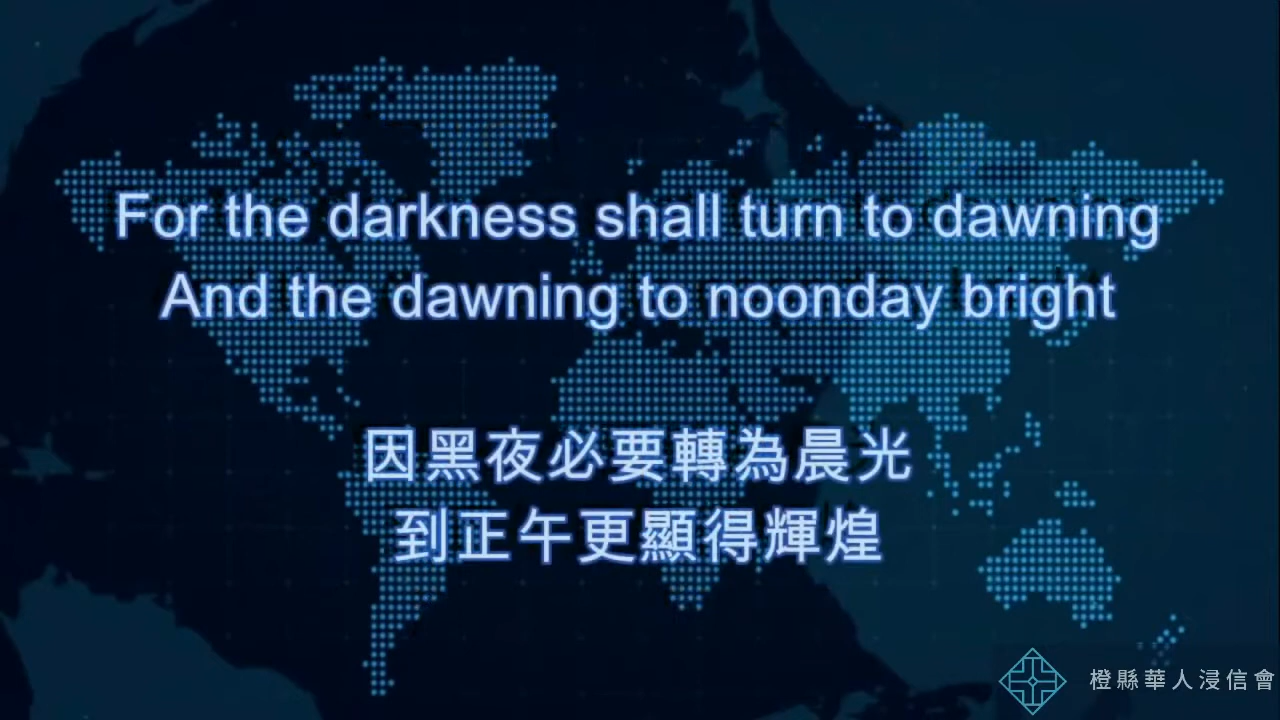 For the darkness shall turn to dawning
And the dawning to noonday bright
因黑夜必要轉為晨光
到正午更顯得輝煌
橙縣華人浸信會